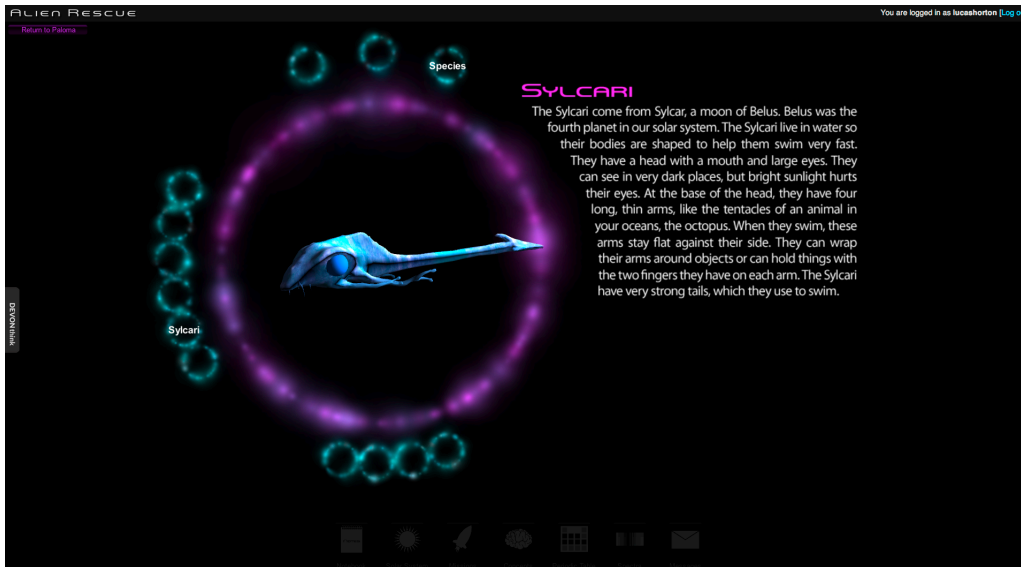 Alien Rescue
You are logged in as lucashorton [Log o
Return to Paloma
Species
Sylcari
The Sylcari come from Sylcar, a moon of Belus. Belus was the
fourth planet in our solar system. The Sylcari live in water so
their bodies are shaped to help them swim very fast.
They have a head with a mouth and large eyes. They
can see in very dark places, but bright sunlight hurts
their eyes. At the base of the head, they have four
long, thin arms, like the tentacles of an animal in
your oceans, the octopus. When they swim, these
arms stay flat against their side. They can wrap
their arms around objects or can hold things with
the two fingers they have on each arm. The Sylcari
have very strong tails, which they use to swim.
DEVONthink
Sylcari